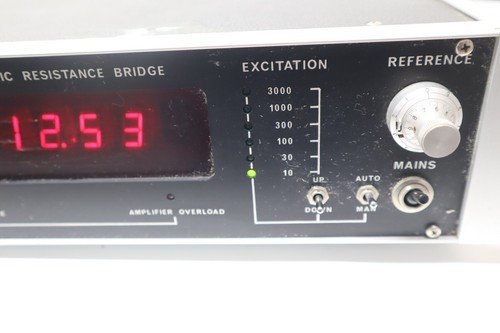 IC RESISTANCE BRIDGE
12.53
AMPLIFIER OVERLOAD
EXCITATION
3000
1000
300
100
30
10
UP
DOWN
AUTO
MAN
REFERENCE
MAINS